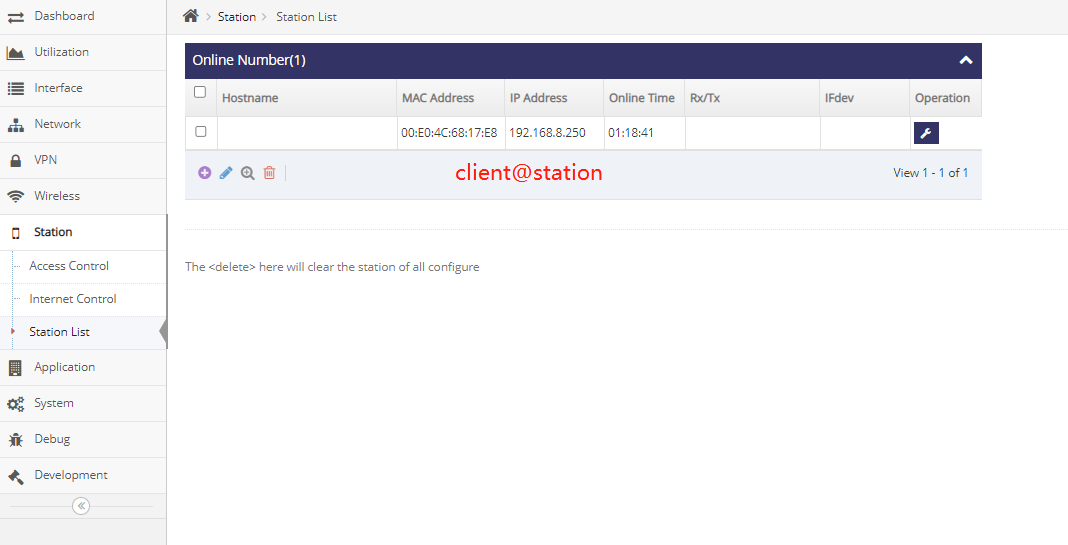 Dashboard
Utilization
Interface
Network
VPN
Wireless
Station
Access Control
Internet Control
Station List
Application
System
Debug
Development
Station Station List
Online Number(1)
Hostname MAC Address IP Address Online Time Rx/Tx IFdev Operation
00:E0:4C:68:17:E8 192.168.8.250 01:18:41
client@station View 1 - 1 of 1
The <delete> here will clear the station of all configure